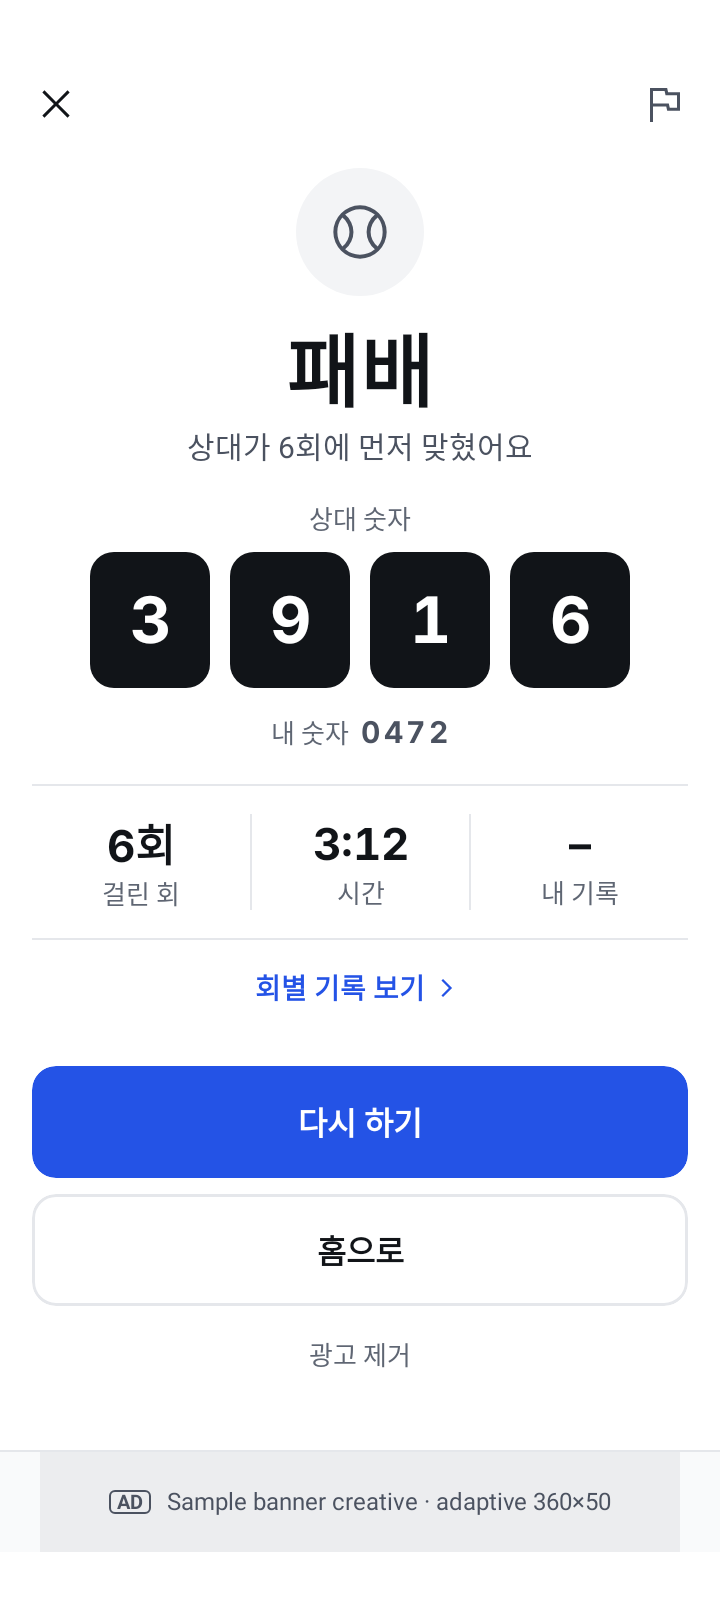 패배
상대가 6회에 먼저 맞혔어요
상대 숫자
3 9 1 6
내 숫자 0472
6회 3:12 –
걸린 회 시간 내 기록
회별 기록 보기
다시 하기
홈으로
광고 제거
AD Sample banner creative · adaptive 360×50